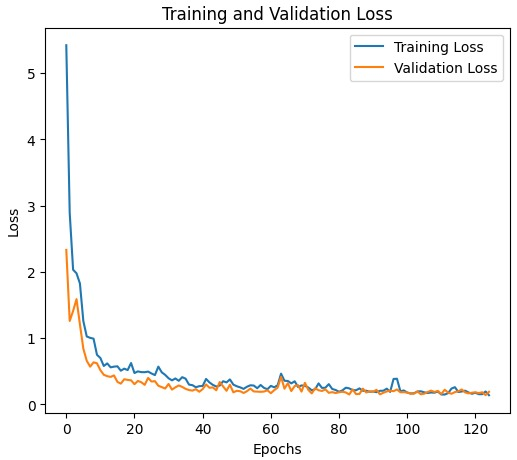 Training and Validation Loss
Training Loss
Validation Loss
5
4
3
2
1
0
Loss
0 20 40 60 80 100 120
Epochs